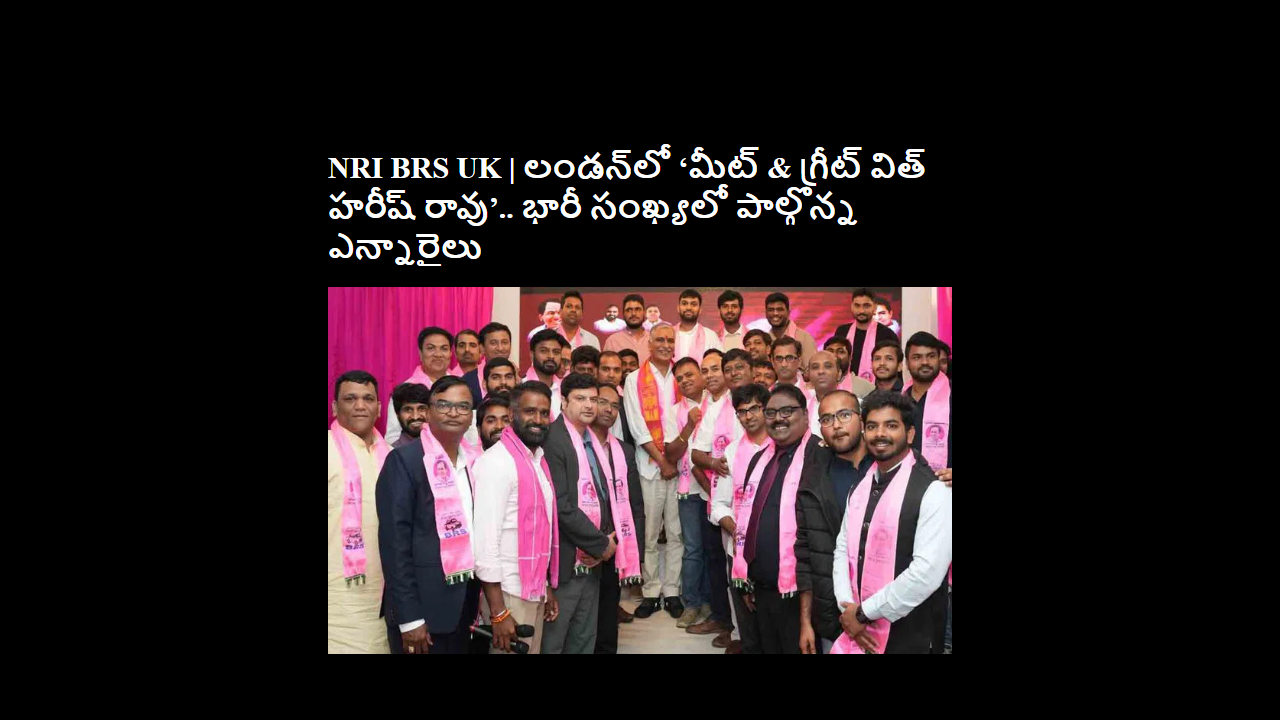 NRI BRS UK | లండన్‌లో ‘మీట్ & గ్రీట్ విత్
హరీష్ రావు’.. భారీ సంఖ్యలో పాల్గొన్న
ఎన్నారైలు